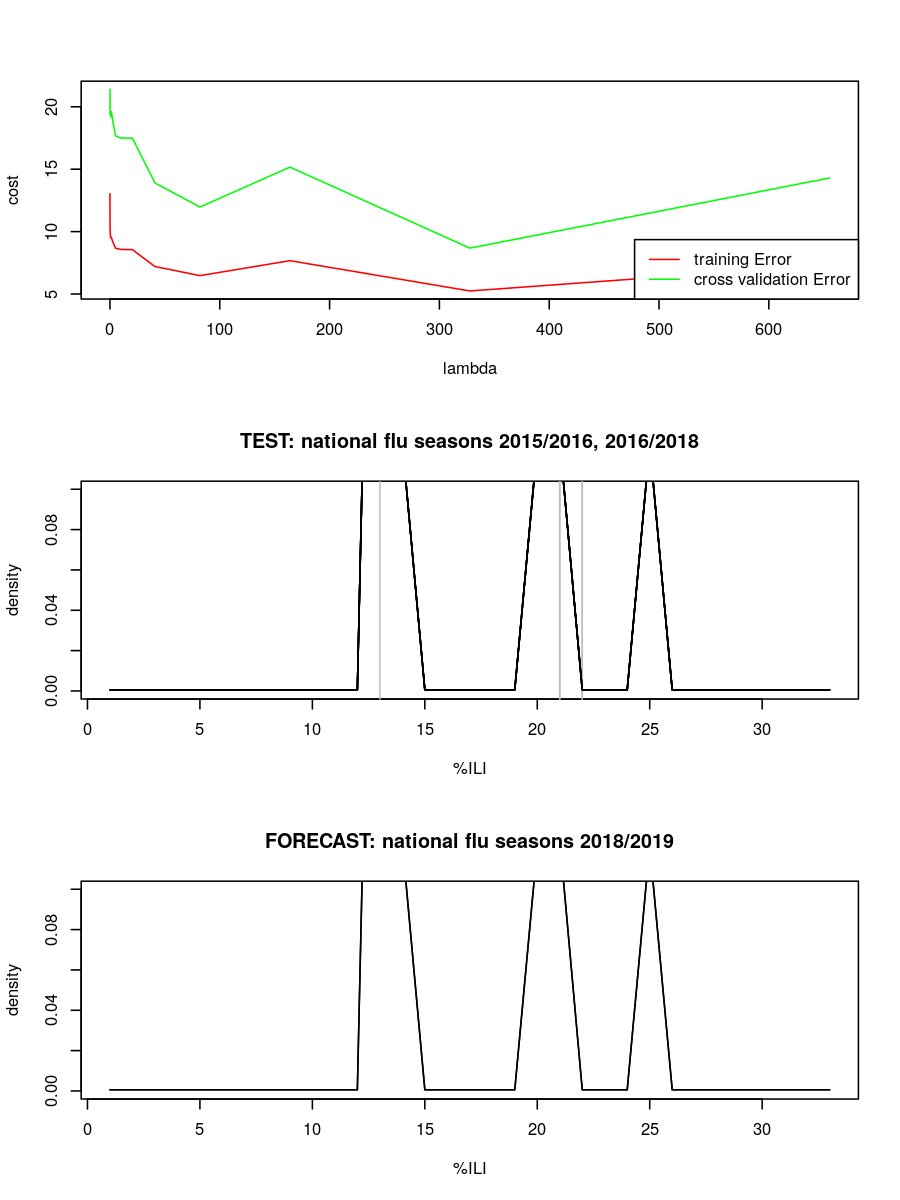 20
15
10
5
cost
training Error
cross validation Error
0 100 200 300 400 500 600
lambda
TEST: national flu seasons 2015/2016, 2016/2018
0.08
0.04
0.00
density
0 5 10 15 20 25 30
%ILI
FORECAST: national flu seasons 2018/2019
0.08
0.04
0.00
density
0 5 10 15 20 25 30
%ILI